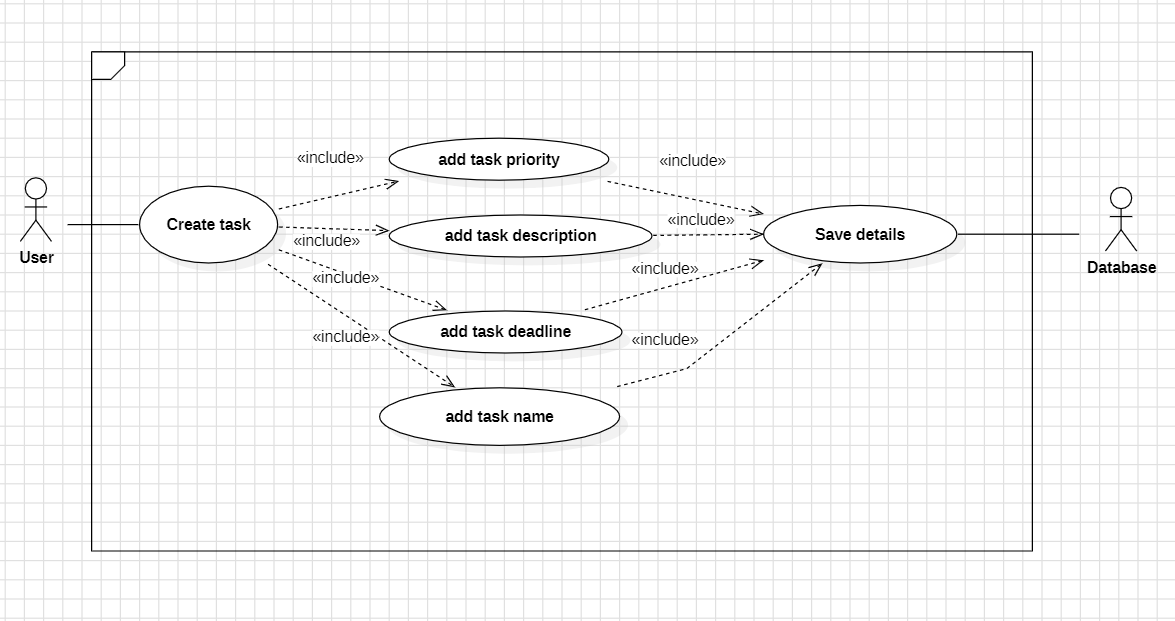 «include»
add task priority
«include»
Create task
«include»
add task description
«include»
Save details
User
Database
«include»
«include»
add task deadline
«include»
«include»
add task name